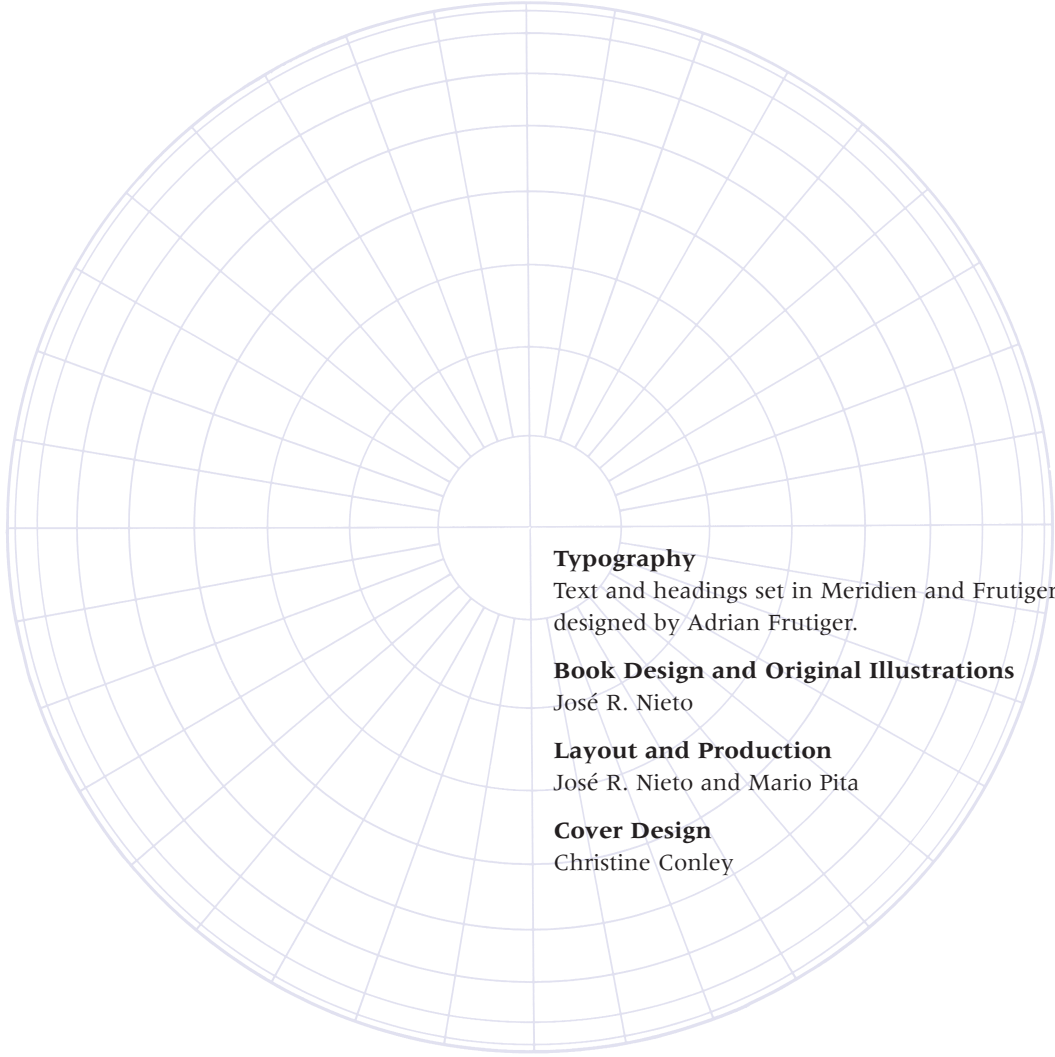 Typography
Text and headings set in Meridien and Frutiger
designed by Adrian Frutiger.
Book Design and Original Illustrations
José R. Nieto
Layout and Production
José R. Nieto and Mario Pita
Cover Design
Christine Conley